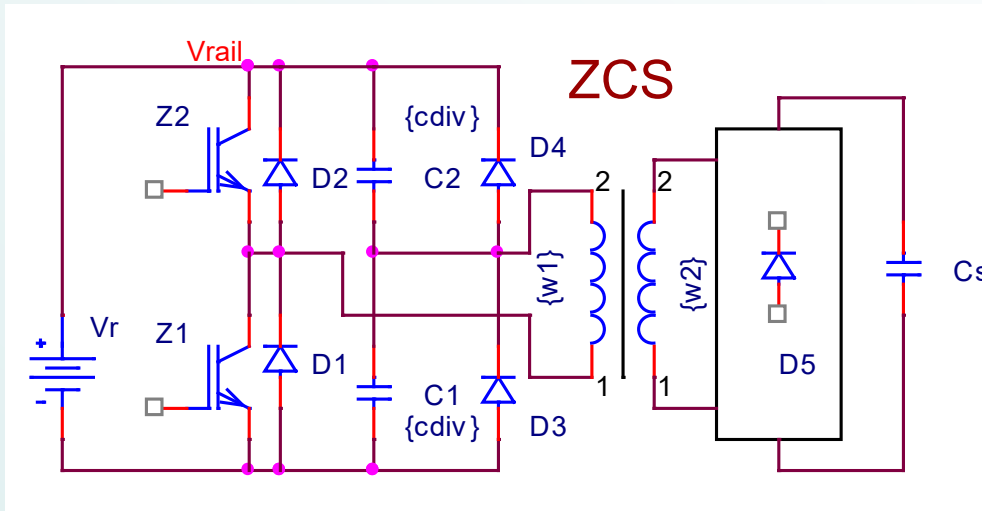 Vrail
ZCS
Z2
{cdiv}
D4
D2
C2
2
2
{w1}
{w2}
Cs
Vr
+
-
Z1
D1
C1
{cdiv}
D3
1
1
D5